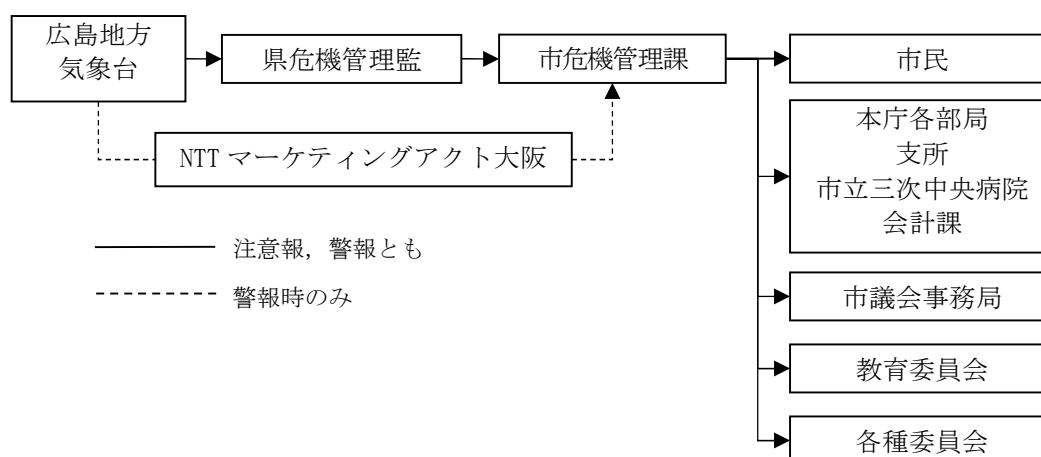 広島地方
気象台
県危機管理監
市危機管理課
市民
NTT マーケティングアクト大阪
本庁各部局
支所
市立三次中央病院
会計課
注意報，警報とも
警報時のみ
市議会事務局
教育委員会
各種委員会